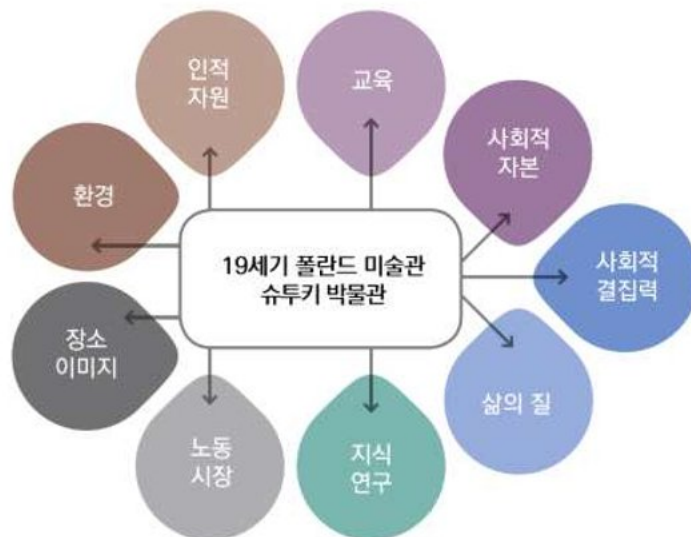 인적
자원
교육
사회적
자본
환경
19세기 폴란드 미술관
슈투키 박물관
사회적
결집력
장소
이미지
삶의 질
노동
시장
지식
연구